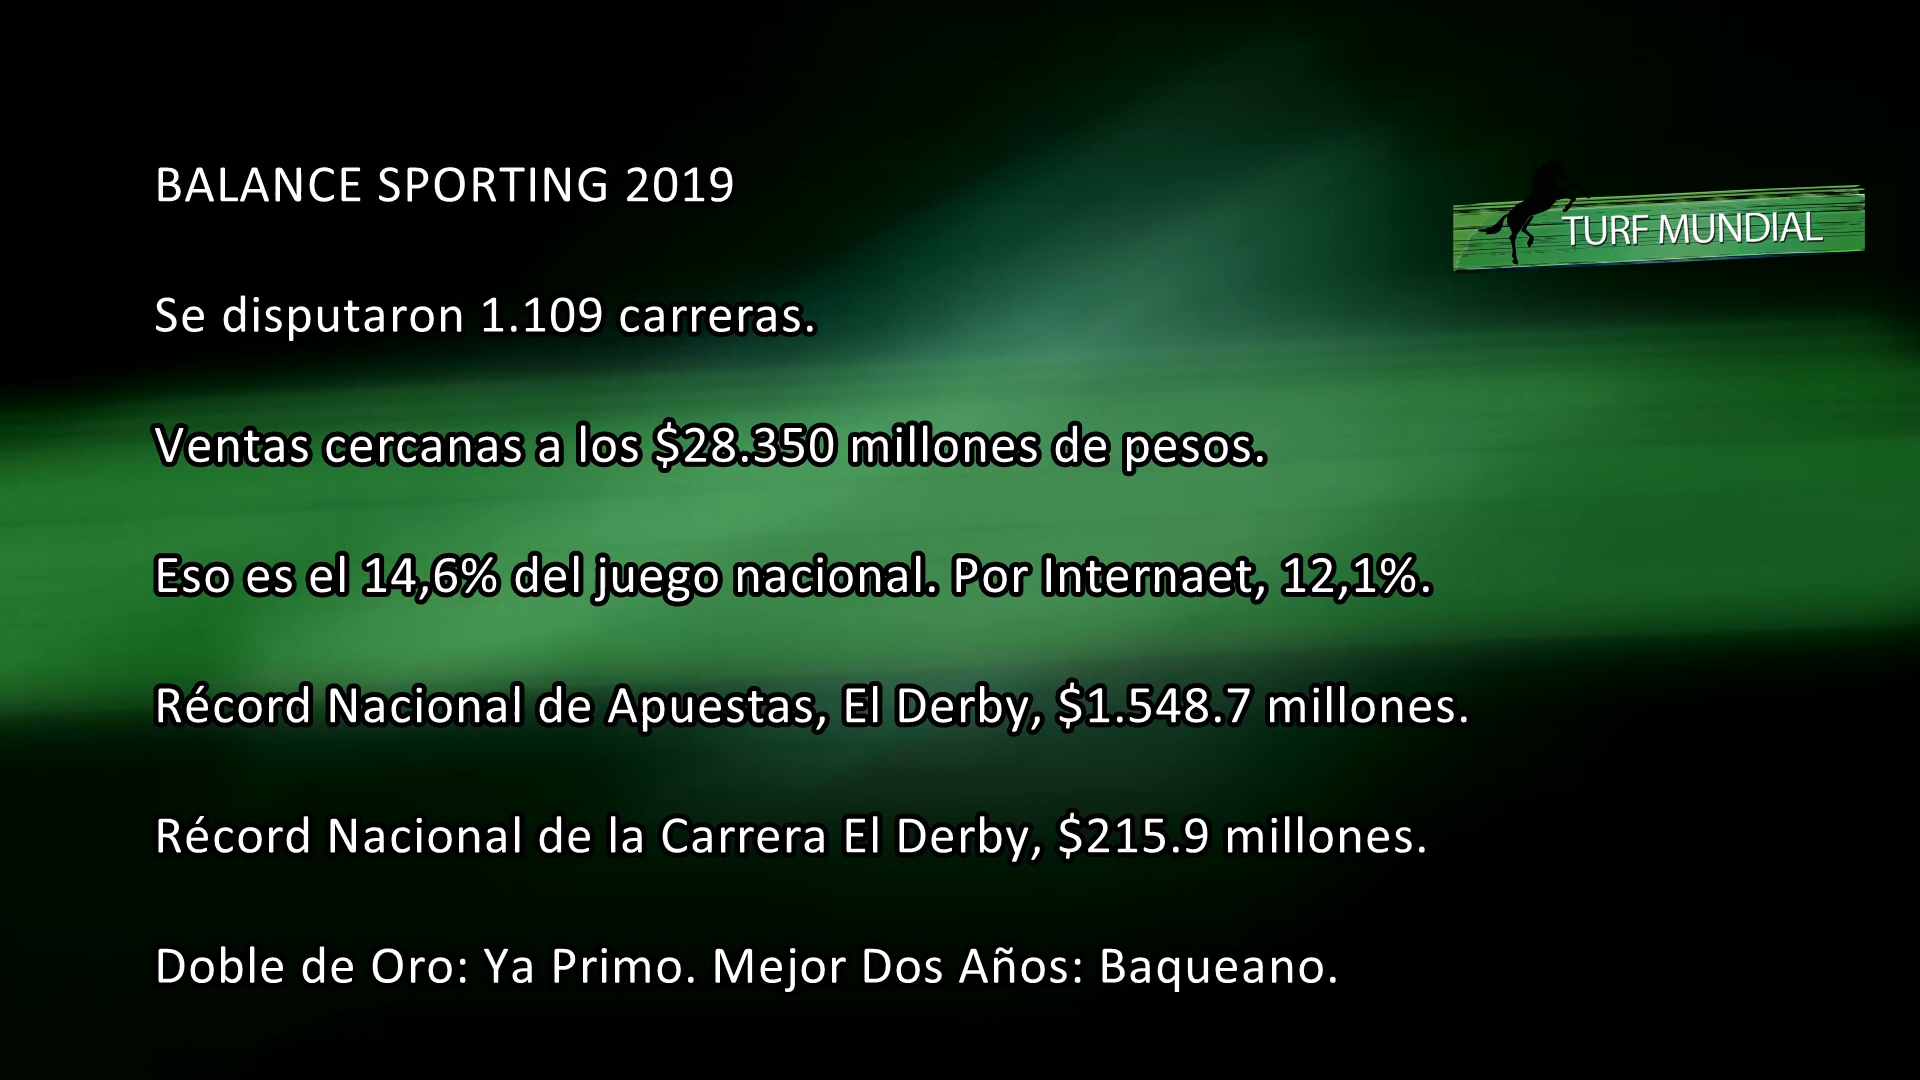 BALANCE SPORTING 2019
TURF MUNDIAL
Se disputaron 1.109 carreras.
Ventas cercanas a los $28.350 millones de pesos.
Eso es el 14,6% del juego nacional. Por Internaet, 12,1%.
Récord Nacional de Apuestas, El Derby, $1.548.7 millones.
Récord Nacional de la Carrera El Derby, $215.9 millones.
Doble de Oro: Ya Primo. Mejor Dos Años: Baqueano.